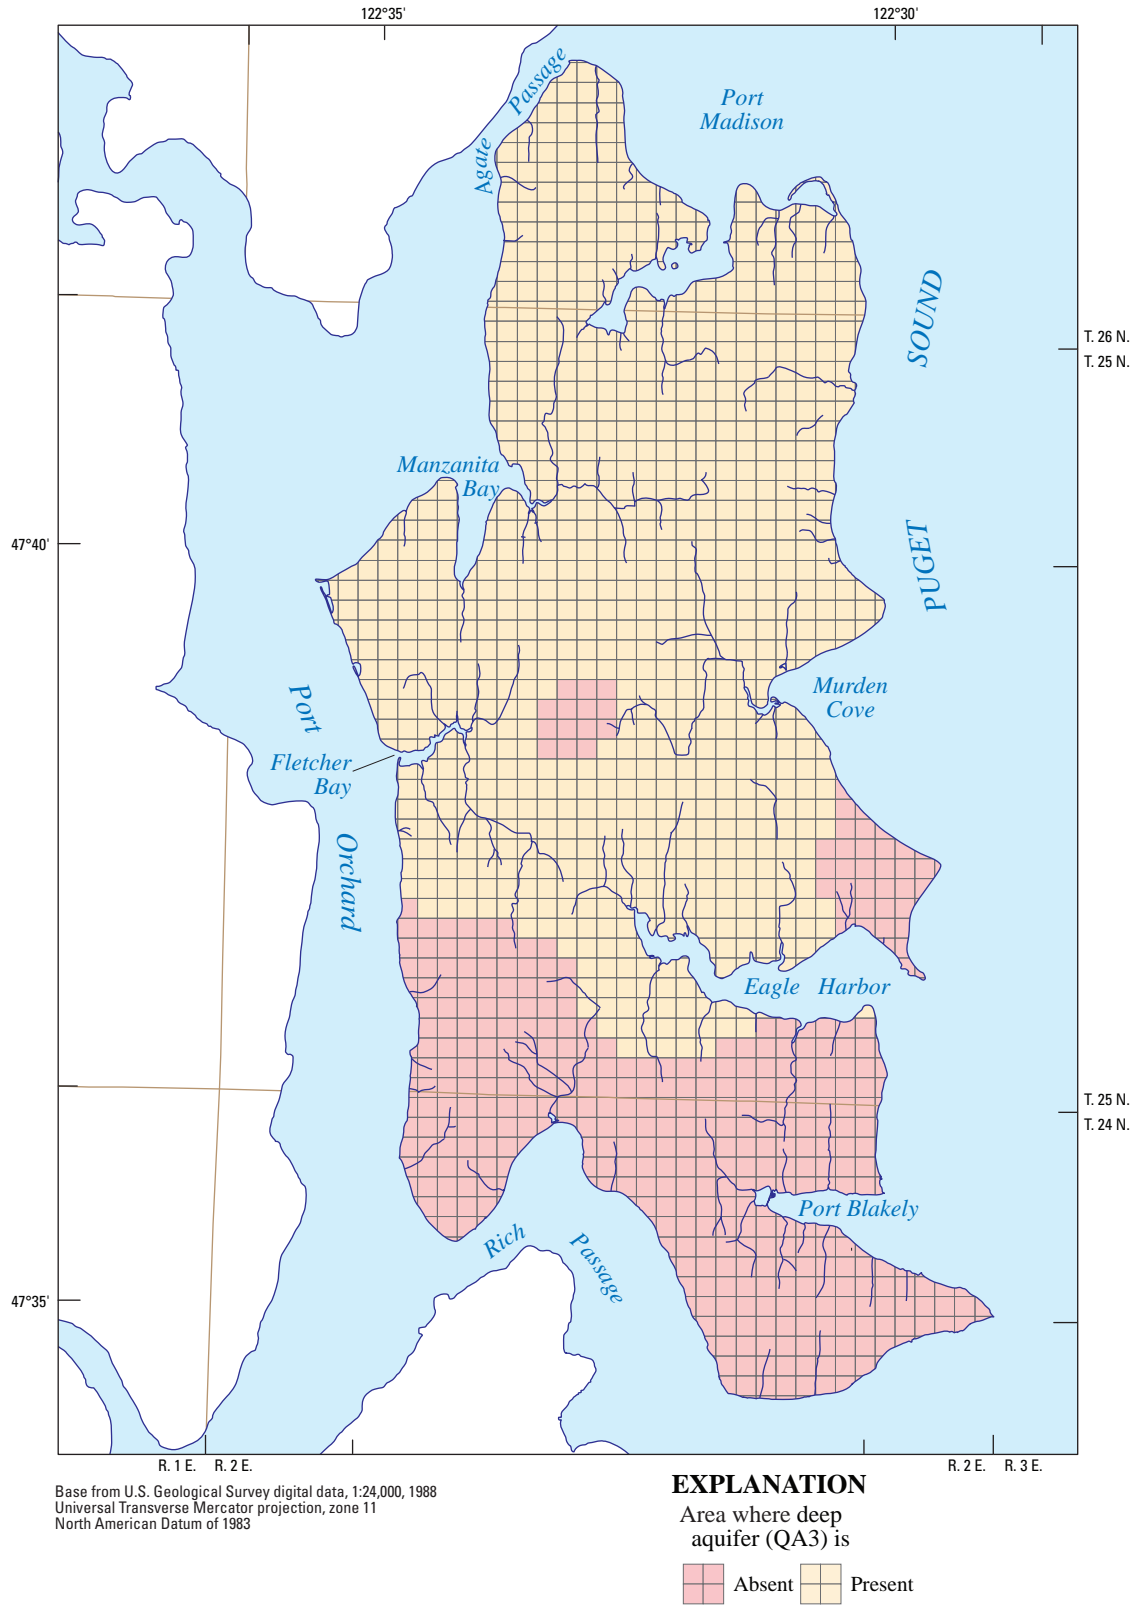 122°35'
122°30'
Agate Passage
Port
Madison
SOUND
T. 26 N.
T. 25 N.
Manzanita
Bay
47°40'
PUGET
Murden
Cove
Port
Fletcher
Bay
Orchard
Eagle Harbor
T. 25 N.
T. 24 N.
Port Blakely
Rich Passage
47°35'
R. 1 E. R. 2 E.
R. 2 E. R. 3 E.
Base from U.S. Geological Survey digital data, 1:24,000, 1988
Universal Transverse Mercator projection, zone 11
North American Datum of 1983
EXPLANATION
Area where deep
aquifer (QA3) is
Absent
Present